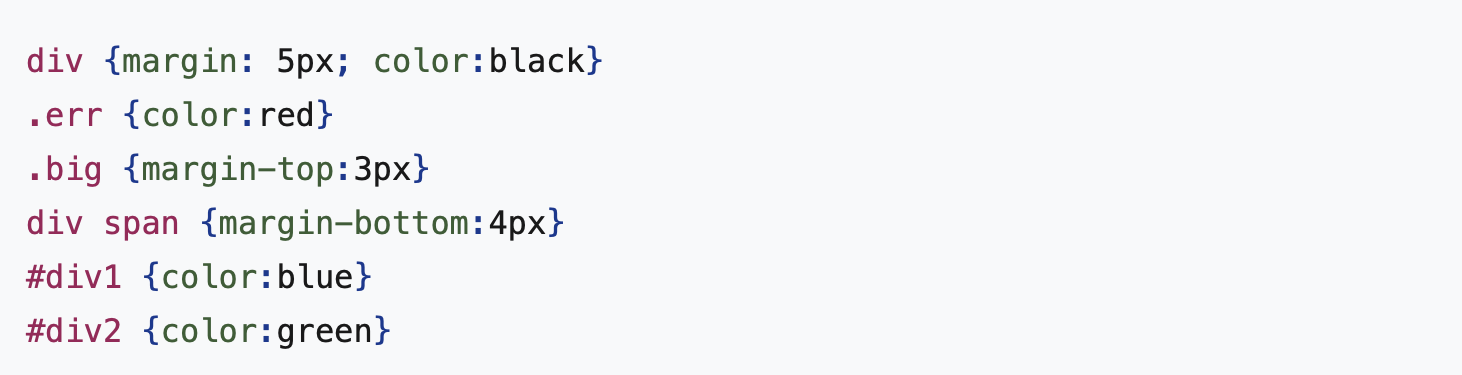 div {margin: 5px; color:black}
.err {color:red}
.big {margin-top:3px}
div span {margin-bottom:4px}
#div1 {color:blue}
#div2 {color:green}